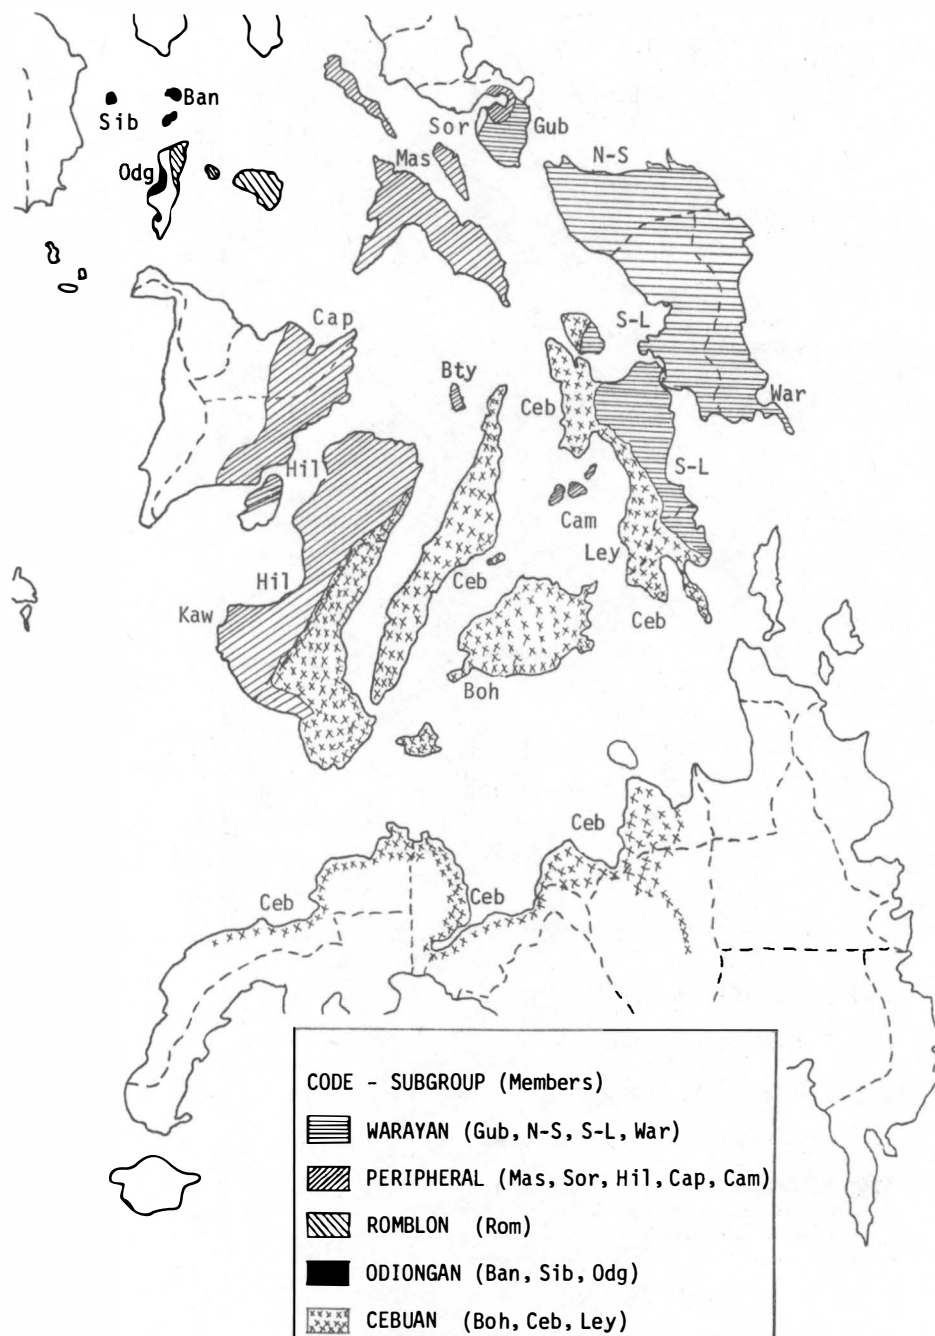 Ban
Sib
Sor
Gub
Odg
Mas
N-S
Cap
S-L
Bty
Ceb
War
Hil
S-L
Cam
Ley
Hil
Ceb
Kaw
Ceb
Boh
Ceb
Ceb
Ceb
CODE - SUBGROUP (Members)
WARAYAN (Gub, N-S, S-L, War)
PERIPHERAL (Mas, Sor, Hil, Cap, Cam)
ROMBLON (Rom)
ODIONGAN (Ban, Sib, Odg)
CEBUAN (Boh, Ceb, Ley)